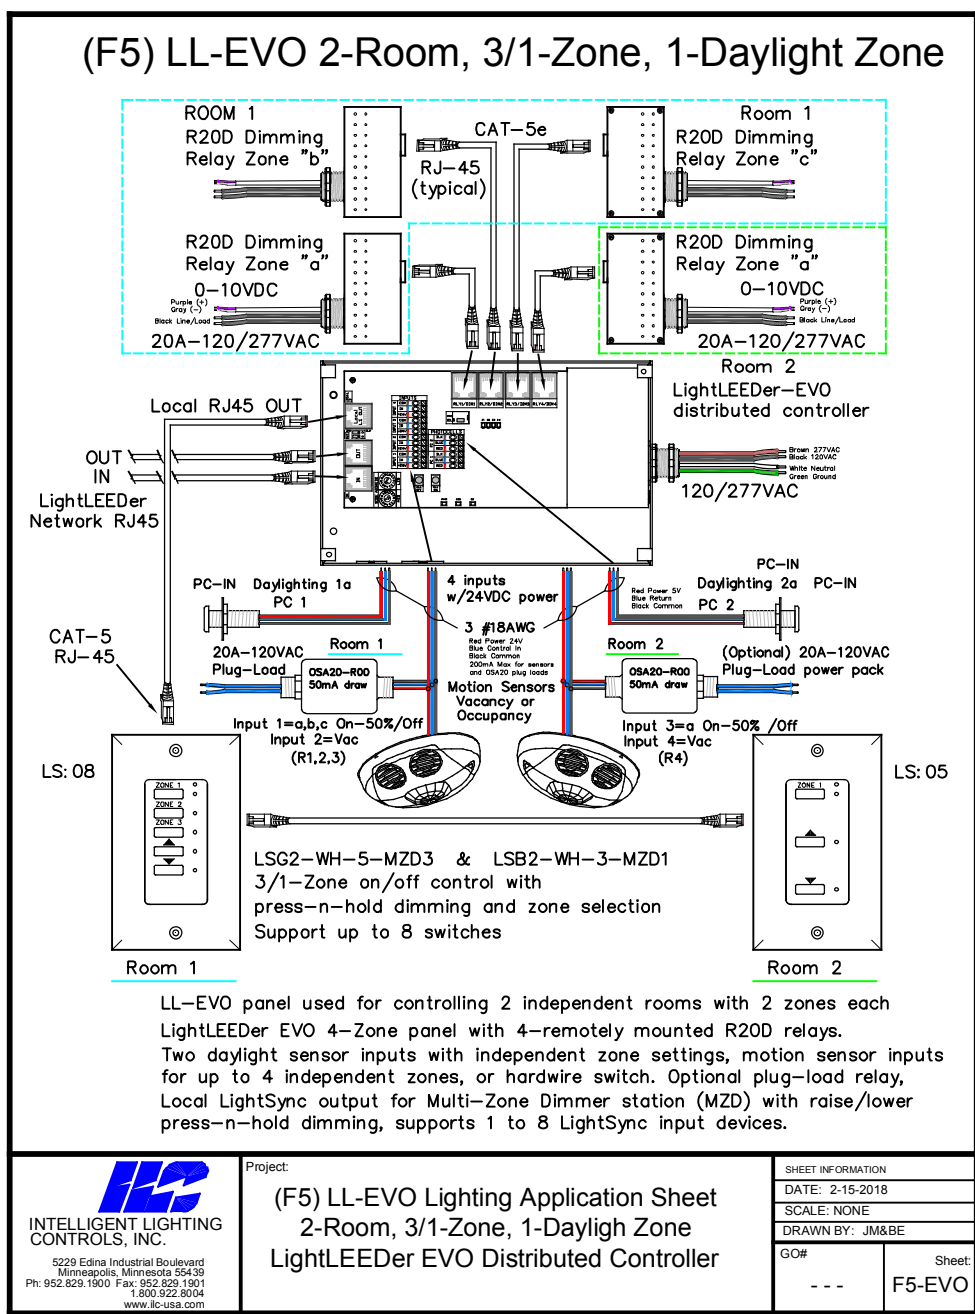 (F5) LL-EVO 2-Room, 3/1-Zone, 1-Daylight Zone
ROOM 1
R20D Dimming
Relay Zone "b"
CAT-5e
RJ-45
(typical)
Room 1
R20D Dimming
Relay Zone "c"
R20D Dimming
Relay Zone "a"
0-10VDC
Purple (+)
Gray (-)
Black Line/Load
20A-120/277VAC
R20D Dimming
Relay Zone "a"
0-10VDC
Purple (+)
Gray (-)
Black Line/Load
20A-120/277VAC
Room 2
LightLEEDer-EVO
distributed controller
Local RJ45 OUT
OUT
IN
LightLEEDer
Network RJ45
INPUTS
Local
LS OUT
OUT
IN
Brown 277VAC
Black 120VAC
White Neutral
Green Ground
120/277VAC
PC-IN Daylighting 1a
PC 1
4 inputs
w/24VDC power
Red Power 5V
Blue Return
Black Common
PC-IN
Daylighting 2a PC-IN
PC 2
3 #18AWG
Red Power 24V
Blue Control In
Black Common
200mA Max for sensors
and OSA20 plug loads
CAT-5
RJ-45
Room 1
20A-120VAC
Plug-Load
OSA20-R00
50mA draw
Motion Sensors
Vacancy or
Occupancy
Room 2
OSA20-R00
50mA draw
(Optional) 20A-120VAC
Plug-Load power pack
Input 1=a,b,c On-50%/Off
Input 2=Vac
(R1,2,3)
Input 3=a On-50% /Off
Input 4=Vac
(R4)
LS: 08
ZONE 1
ZONE 2
ZONE 3
LS: 05
ZONE 1
LSG2-WH-5-MZD3 & LSB2-WH-3-MZD1
3/1-Zone on/off control with
press-n-hold dimming and zone selection
Support up to 8 switches
Room 1
Room 2
LL-EVO panel used for controlling 2 independent rooms with 2 zones each
LightLEEDer EVO 4-Zone panel with 4-remotely mounted R20D relays.
Two daylight sensor inputs with independent zone settings, motion sensor inputs
for up to 4 independent zones, or hardwire switch. Optional plug-load relay,
Local LightSync output for Multi-Zone Dimmer station (MZD) with raise/lower
press-n-hold dimming, supports 1 to 8 LightSync input devices.
ILC
INTELLIGENT LIGHTING
CONTROLS, INC.
5229 Edina Industrial Boulevard
Minneapolis, Minnesota 55439
Ph: 952.829.1900 Fax: 952.829.1901
1.800.922.8004
www.ilc-usa.com
Project:
(F5) LL-EVO Lighting Application Sheet
2-Room, 3/1-Zone, 1-Dayligh Zone
LightLEEDer EVO Distributed Controller
SHEET INFORMATION
DATE: 2-15-2018
SCALE: NONE
DRAWN BY: JM&BE
GO#
- - -
Sheet:
F5-EVO